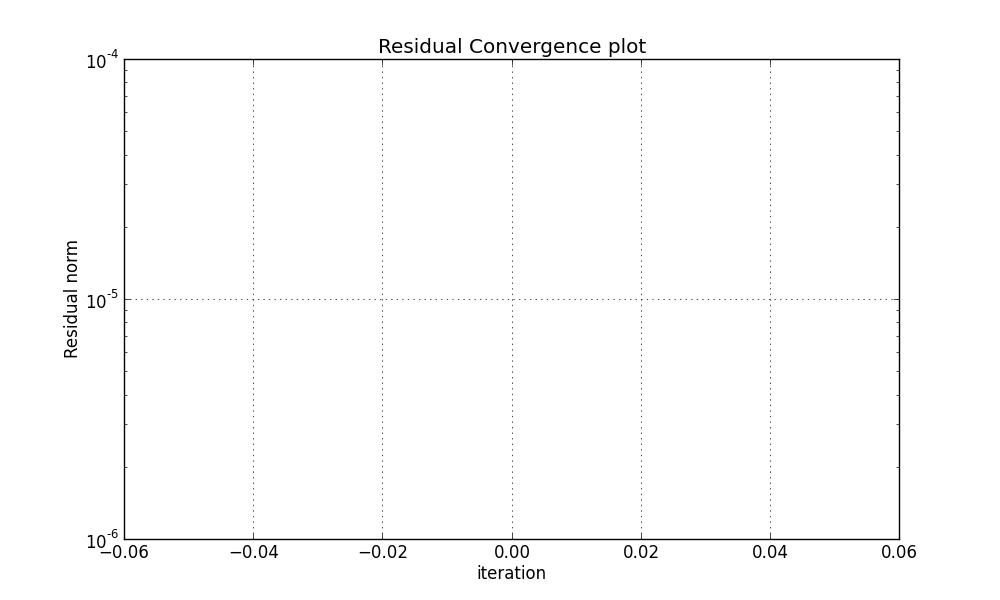 Residual Convergence plot
10^-4
10^-5
10^-6
Residual norm
−0.06 −0.04 −0.02 0.00 0.02 0.04 0.06
iteration